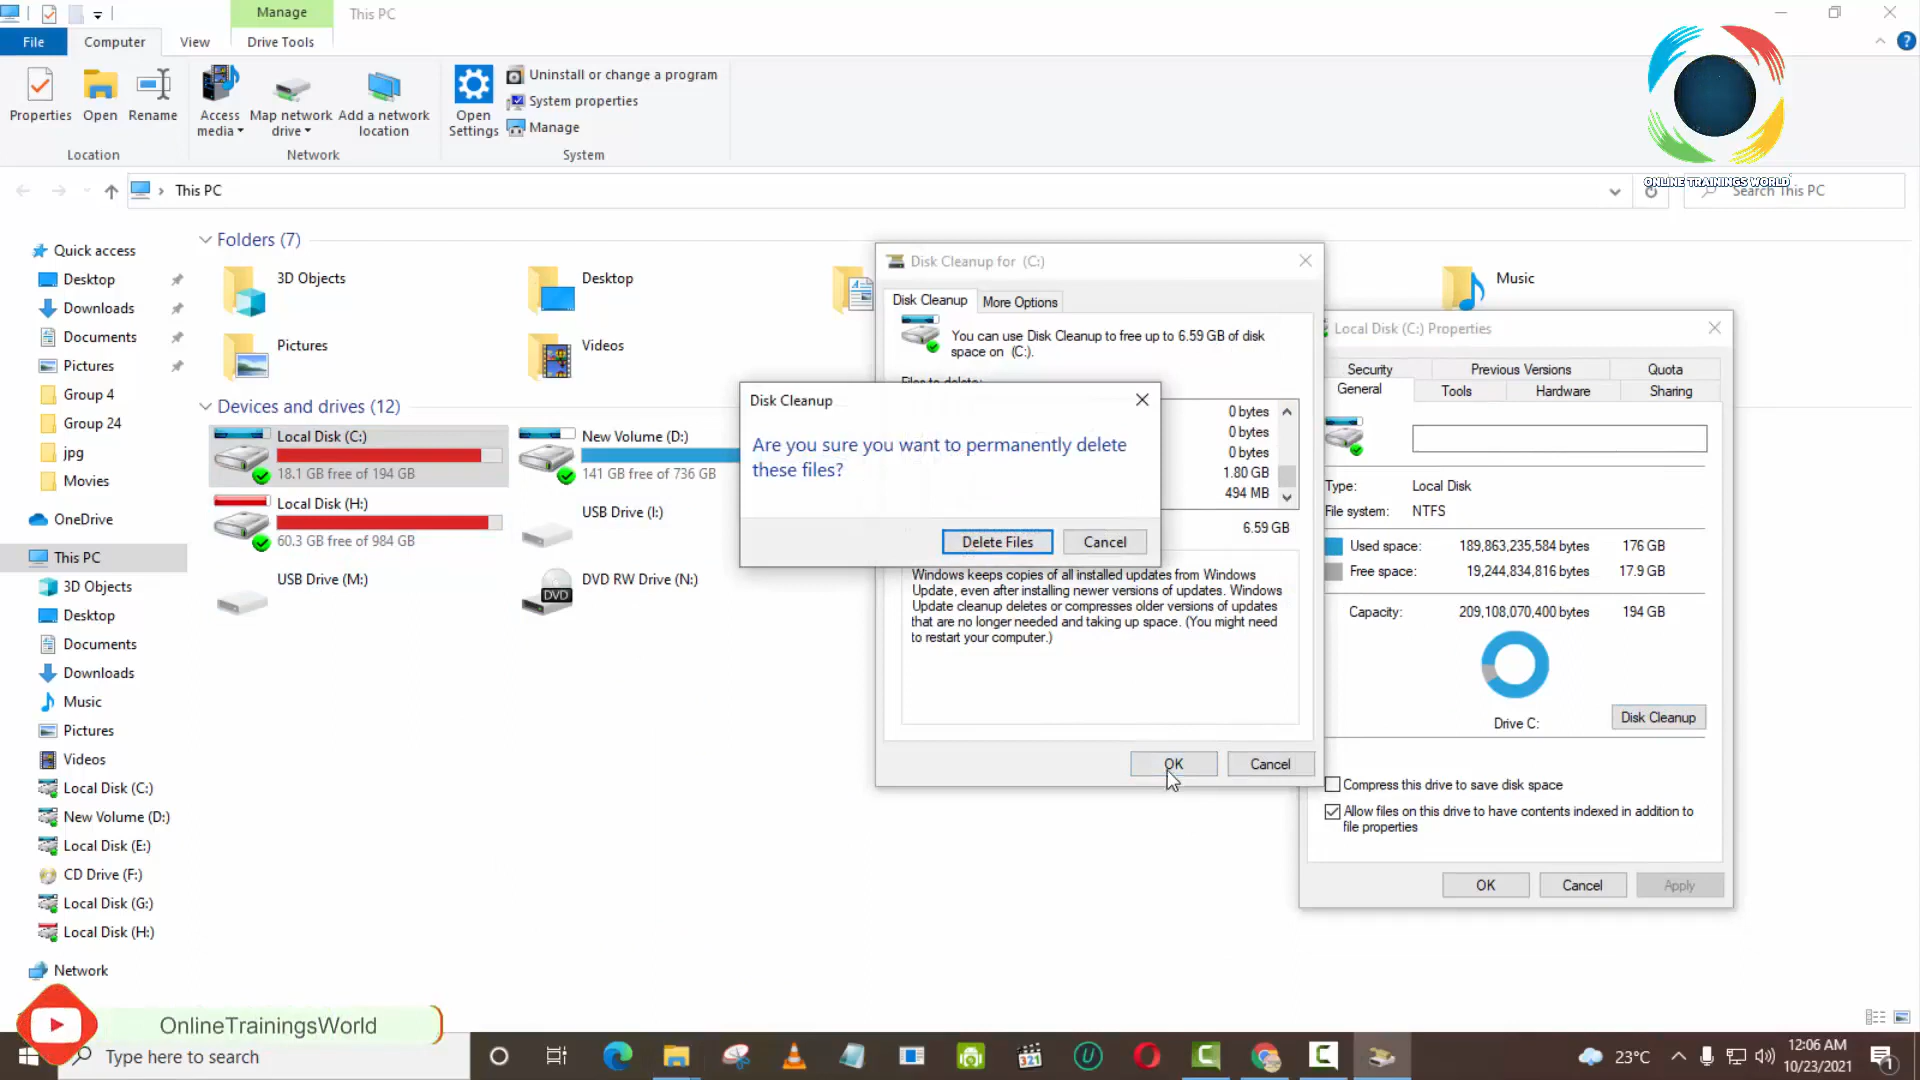 Manage
This PC
File
Computer
View
Drive Tools
Properties
Open
Rename
Access media
Map network drive
Add a network location
Open Settings
Uninstall or change a program
System properties
Manage
Location
Network
System
ONLINE TRAININGS WORLD
This PC
Search This PC
Quick access
Desktop
Downloads
Documents
Pictures
Group 4
Group 24
jpg
Movies
OneDrive
This PC
3D Objects
Desktop
Documents
Downloads
Music
Pictures
Videos
Local Disk (C:)
New Volume (D:)
Local Disk (E:)
CD Drive (F:)
Local Disk (G:)
Local Disk (H:)
Network
Folders (7)
3D Objects
Desktop
Music
Pictures
Videos
Devices and drives (12)
Local Disk (C:)
18.1 GB free of 194 GB
New Volume (D:)
141 GB free of 736 GB
Local Disk (H:)
60.3 GB free of 984 GB
USB Drive (I:)
USB Drive (M:)
DVD RW Drive (N:)
DVD
Disk Cleanup for (C:)
Disk Cleanup
More Options
You can use Disk Cleanup to free up to 6.59 GB of disk
space on (C:).
Files to delete:
0 bytes
0 bytes
0 bytes
1.80 GB
494 MB
6.59 GB
Windows keeps copies of all installed updates from Windows
Update, even after installing newer versions of updates. Windows
Update cleanup deletes or compresses older versions of updates
that are no longer needed and taking up space. (You might need
to restart your computer.)
OK
Cancel
Disk Cleanup
Are you sure you want to permanently delete
these files?
Delete Files
Cancel
Local Disk (C:) Properties
Security
Previous Versions
Quota
General
Tools
Hardware
Sharing
Type:
Local Disk
File system:
NTFS
Used space:
189,863,235,584 bytes
176 GB
Free space:
19,244,834,816 bytes
17.9 GB
Capacity:
209,108,070,400 bytes
194 GB
Drive C:
Disk Cleanup
Compress this drive to save disk space
Allow files on this drive to have contents indexed in addition to
file properties
OK
Cancel
Apply
OnlineTrainingsWorld
Type here to search
321
23°C
12:06 AM
10/23/2021
1